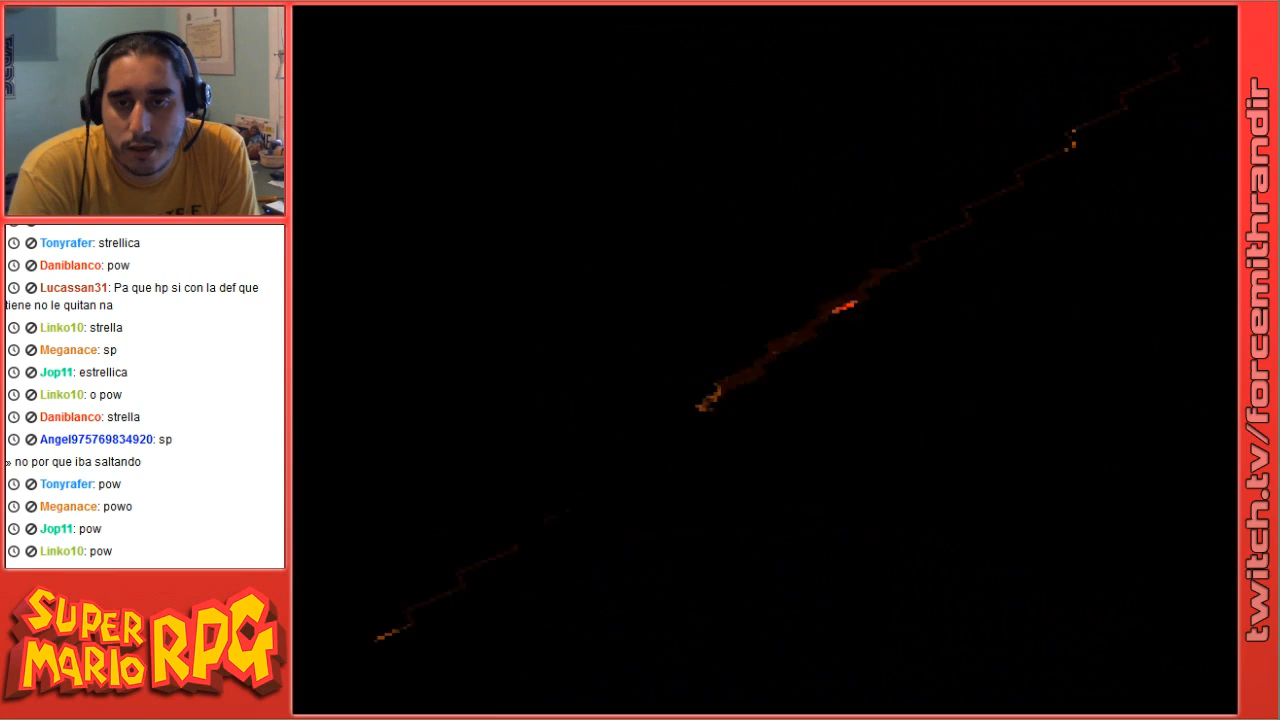 Tonyrafer: strellica
Daniblanco: pow
Lucassan31: Pa que hp si con la def que
tiene no le quitan na
Linko10: strella
Meganace: sp
Jop11: estrellica
Linko10: o pow
Daniblanco: strella
Angel975769834920: sp
» no por que iba saltando
Tonyrafer: pow
Meganace: powo
Jop11: pow
Linko10: pow
SUPER
MARIO
RPG
twitch.tv/forcemithrandir